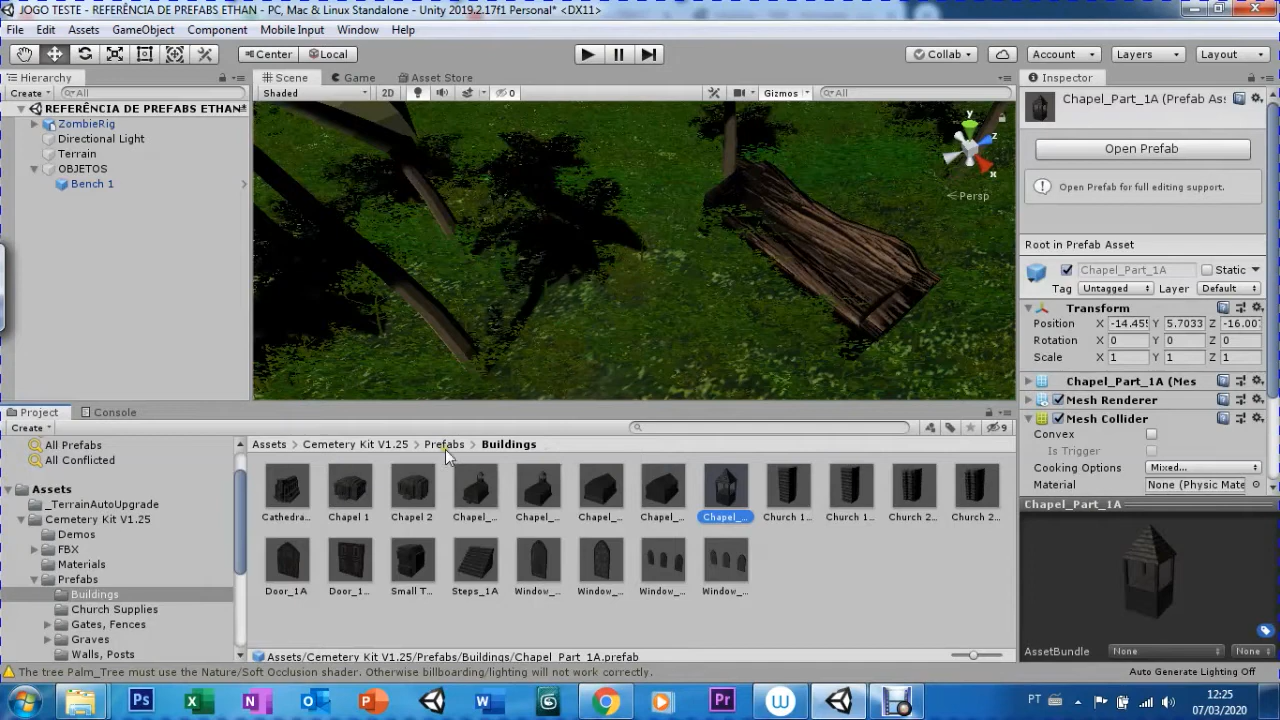 JOGO TESTE - REFERÊNCIA DE PREFABS ETHAN - PC, Mac & Linux Standalone - Unity 2019.2.17f1 Personal* <DX11>
File Edit Assets GameObject Component Mobile Input Window Help
Center Local Collab Account Layers Layout
Hierarchy Scene Game Asset Store Inspector
Create All Shaded 2D 0 Gizmos All
REFERÊNCIA DE PREFABS ETHAN
ZombieRig
Directional Light
Terrain
OBJETOS
Bench 1
y
z
x
Persp
Chapel_Part_1A (Prefab As:
Open Prefab
Open Prefab for full editing support.
Root in Prefab Asset
Chapel_Part_1A Static
Tag Untagged Layer Default
Transform
Position X -14.455 Y 5.7033 Z -16.007
Rotation X 0 Y 0 Z 0
Scale X 1 Y 1 Z 1
Chapel_Part_1A (Mes
Mesh Renderer
Mesh Collider
Convex
Is Trigger
Cooking Options Mixed...
Material None (Physic Mate
Chapel_Part_1A
AssetBundle None None
Project Console
Create 9
All Prefabs
All Conflicted
Assets
_TerrainAutoUpgrade
Cemetery Kit V1.25
Demos
FBX
Materials
Prefabs
Buildings
Church Supplies
Gates, Fences
Graves
Walls, Posts
Assets > Cemetery Kit V1.25 > Prefabs > Buildings
Cathedra... Chapel 1 Chapel 2 Chapel_... Chapel_... Chapel_... Chapel_... Chapel_... Church 1... Church 1... Church 2... Church 2...
Door_1A Door_1... Small T... Steps_1A Window_... Window_... Window_... Window_...
Assets/Cemetery Kit V1.25/Prefabs/Buildings/Chapel_Part_1A.prefab
The tree Palm_Tree must use the Nature/Soft Occlusion shader. Otherwise billboarding/lighting will not work correctly.
Auto Generate Lighting Off
Ps X N O P W W Pr
PT
12:25
07/03/2020